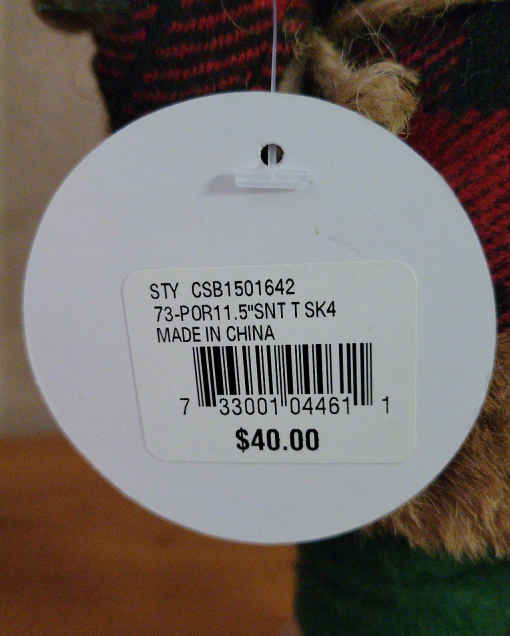 STY CSB1501642
73-POR11.5"SNT T SK4
MADE IN CHINA
7 33001 04461 1
$40.00